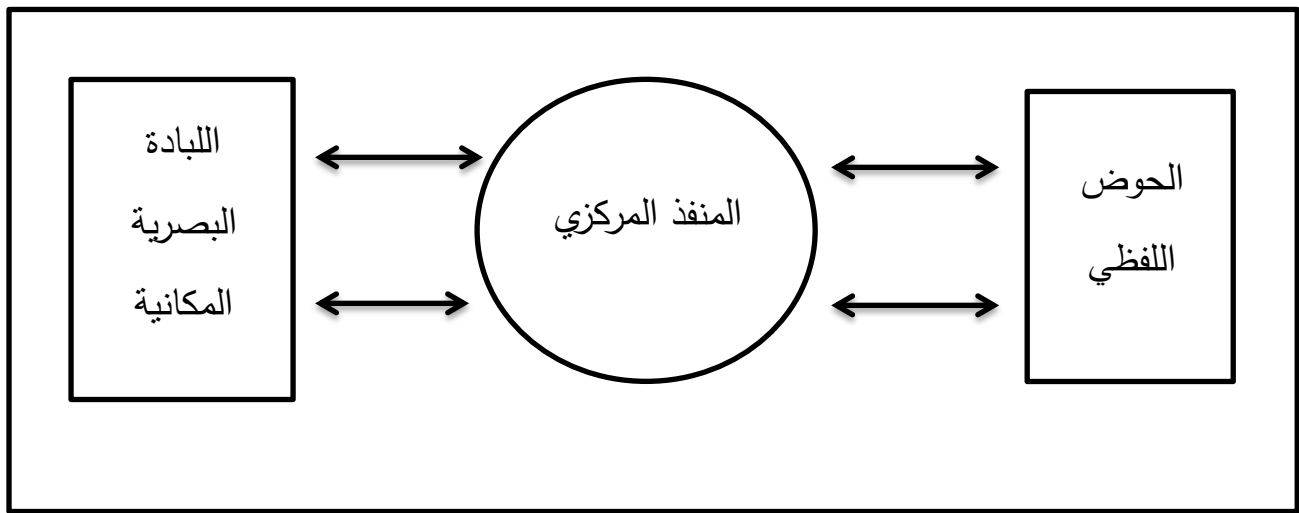 الحوض
اللفظي
المنفذ المركزي
اللبادة
البصرية
المكانية